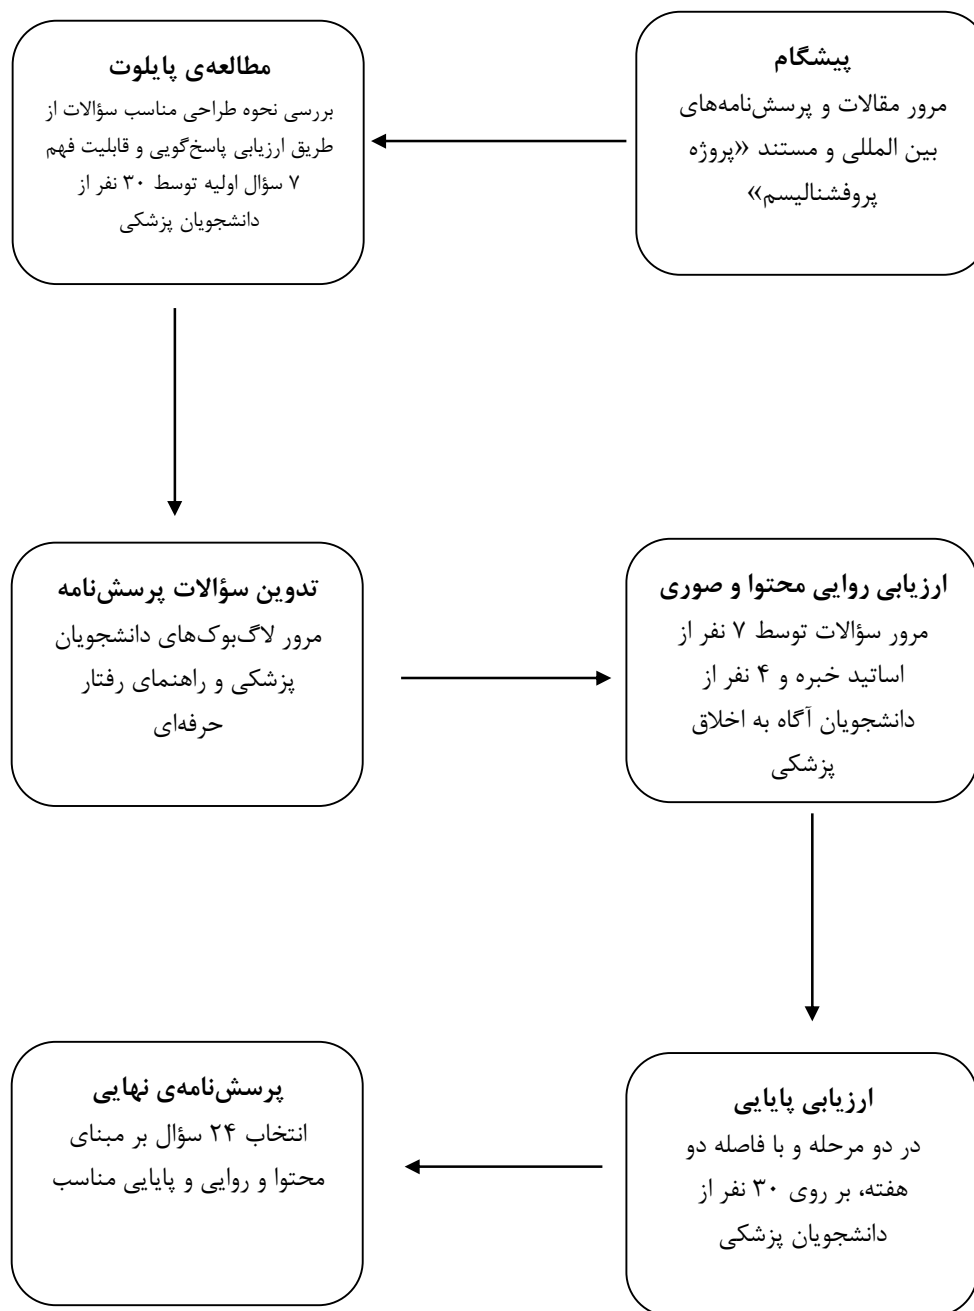 پیشگام
مرور مقالات و پرسش‌نامه‌های
بین المللی و مستند «پروژه
پروفشنالیسم»
مطالعه‌ی پایلوت
بررسی نحوه طراحی مناسب سؤالات از
طریق ارزیابی پاسخ‌گویی و قابلیت فهم
۷ سؤال اولیه توسط ۳۰ نفر از
دانشجویان پزشکی
تدوین سؤالات پرسش‌نامه
مرور لاگ‌بوک‌های دانشجویان
پزشکی و راهنمای رفتار
حرفه‌ای
ارزیابی روایی محتوا و صوری
مرور سؤالات توسط ۷ نفر از
اساتید خبره و ۴ نفر از
دانشجویان آگاه به اخلاق
پزشکی
ارزیابی پایایی
در دو مرحله و با فاصله دو
هفته، بر روی ۳۰ نفر از
دانشجویان پزشکی
پرسش‌نامه‌ی نهایی
انتخاب ۲۴ سؤال بر مبنای
محتوا و روایی و پایایی مناسب